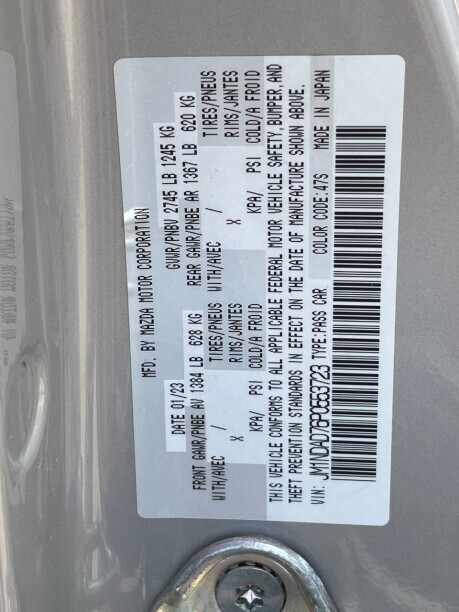 MFD. BY MAZDA MOTOR CORPORATION
DATE 01/23 GVWR/PNBV 2745 LB 1245 KG
FRONT GAWR/PNBE AV 1384 LB 628 KG REAR GAWR/PNBE AR 1367 LB 620 KG
WITH/AVEC / TIRES/PNEUS WITH/AVEC / TIRES/PNEUS
X RIMS/JANTES X RIMS/JANTES
KPA/ PSI COLD/A FROID KPA/ PSI COLD/A FROID
THIS VEHICLE CONFORMS TO ALL APPLICABLE FEDERAL MOTOR VEHICLE SAFETY, BUMPER, AND
THEFT PREVENTION STANDARDS IN EFFECT ON THE DATE OF MANUFACTURE SHOWN ABOVE.
VIN: JM1NDAD76P0553723 TYPE:PASS CAR COLOR CODE:47S MADE IN JAPAN